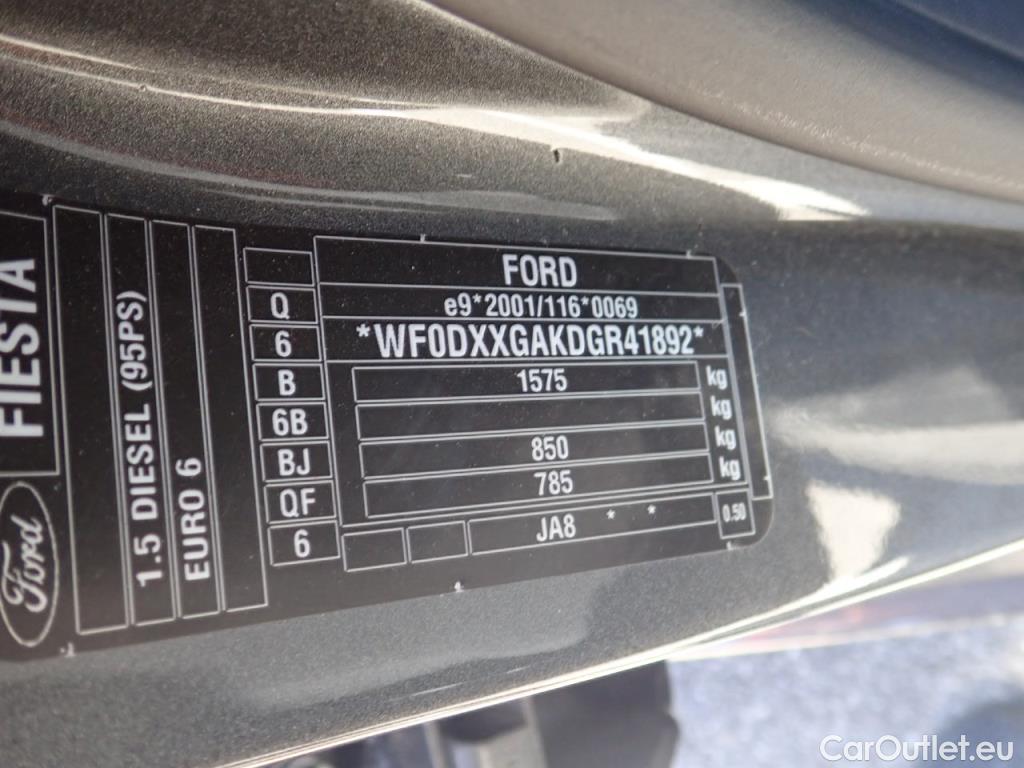 FIESTA
Ford
1.5 DIESEL (95PS)
EURO 6
Q
6
B
6B
BJ
QF
6
FORD
e9*2001/116*0069
*WF0DXXGAKDGR41892*
1575 kg
kg
850 kg
785 kg
JA8 * *
0.50
CarOutlet.eu